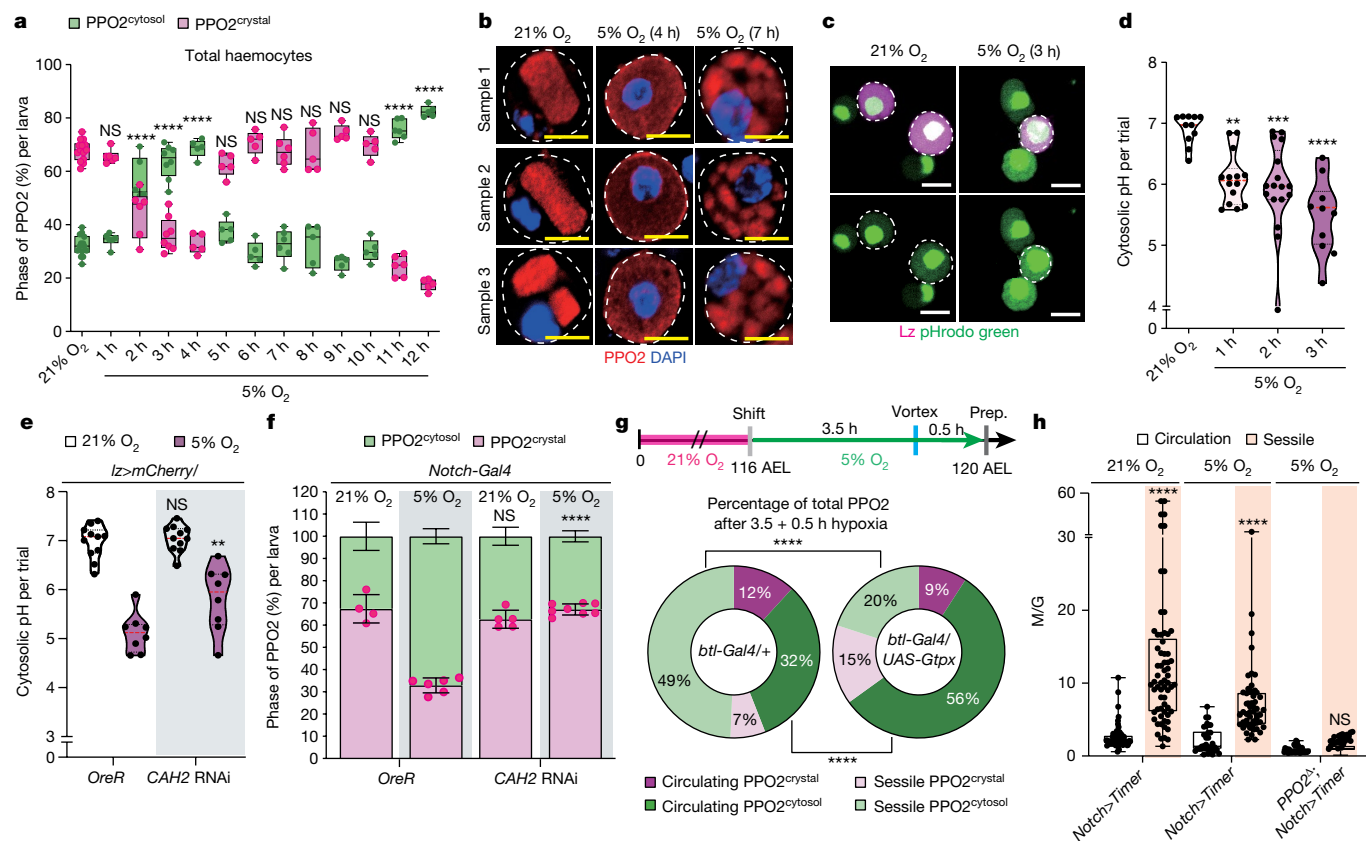 a
PPO2cytosol PPO2crystal
Total haemocytes
Phase of PPO2 (%) per larva
100
80
60
40
20
0
NS
****
****
****
NS
NS
NS
NS
NS
NS
****
****
21% O2
1 h
2 h
3 h
4 h
5 h
6 h
7 h
8 h
9 h
10 h
11 h
12 h
5% O2
b
21% O2 5% O2 (4 h) 5% O2 (7 h)
Sample 1
Sample 2
Sample 3
PPO2 DAPI
c
21% O2 5% O2 (3 h)
Lz pHrodo green
d
Cytosolic pH per trial
8
7
6
5
4
0
**
***
****
21% O2
1 h
2 h
3 h
5% O2
e
21% O2 5% O2
lz>mCherry/
Cytosolic pH per trial
8
7
6
5
4
3
0
NS
**
OreR CAH2 RNAi
f
PPO2cytosol PPO2crystal
Notch-Gal4
Phase of PPO2 (%) per larva
120
110
100
90
80
70
60
50
40
30
20
10
0
21% O2 5% O2 21% O2 5% O2
NS ****
OreR CAH2 RNAi
g
Shift Vortex Prep.
3.5 h 0.5 h
21% O2 5% O2
0 116 AEL 120 AEL
Percentage of total PPO2
after 3.5 + 0.5 h hypoxia
****
12%
32%
7%
49%
btl-Gal4/+
9%
56%
15%
20%
btl-Gal4/
UAS-Gtpx
****
Circulating PPO2crystal Sessile PPO2crystal
Circulating PPO2cytosol Sessile PPO2cytosol
h
Circulation Sessile
21% O2 5% O2 5% O2
M/G
60
30
20
10
0
****
****
NS
Notch>Timer
Notch>Timer
PPO2Δ;
Notch>Timer